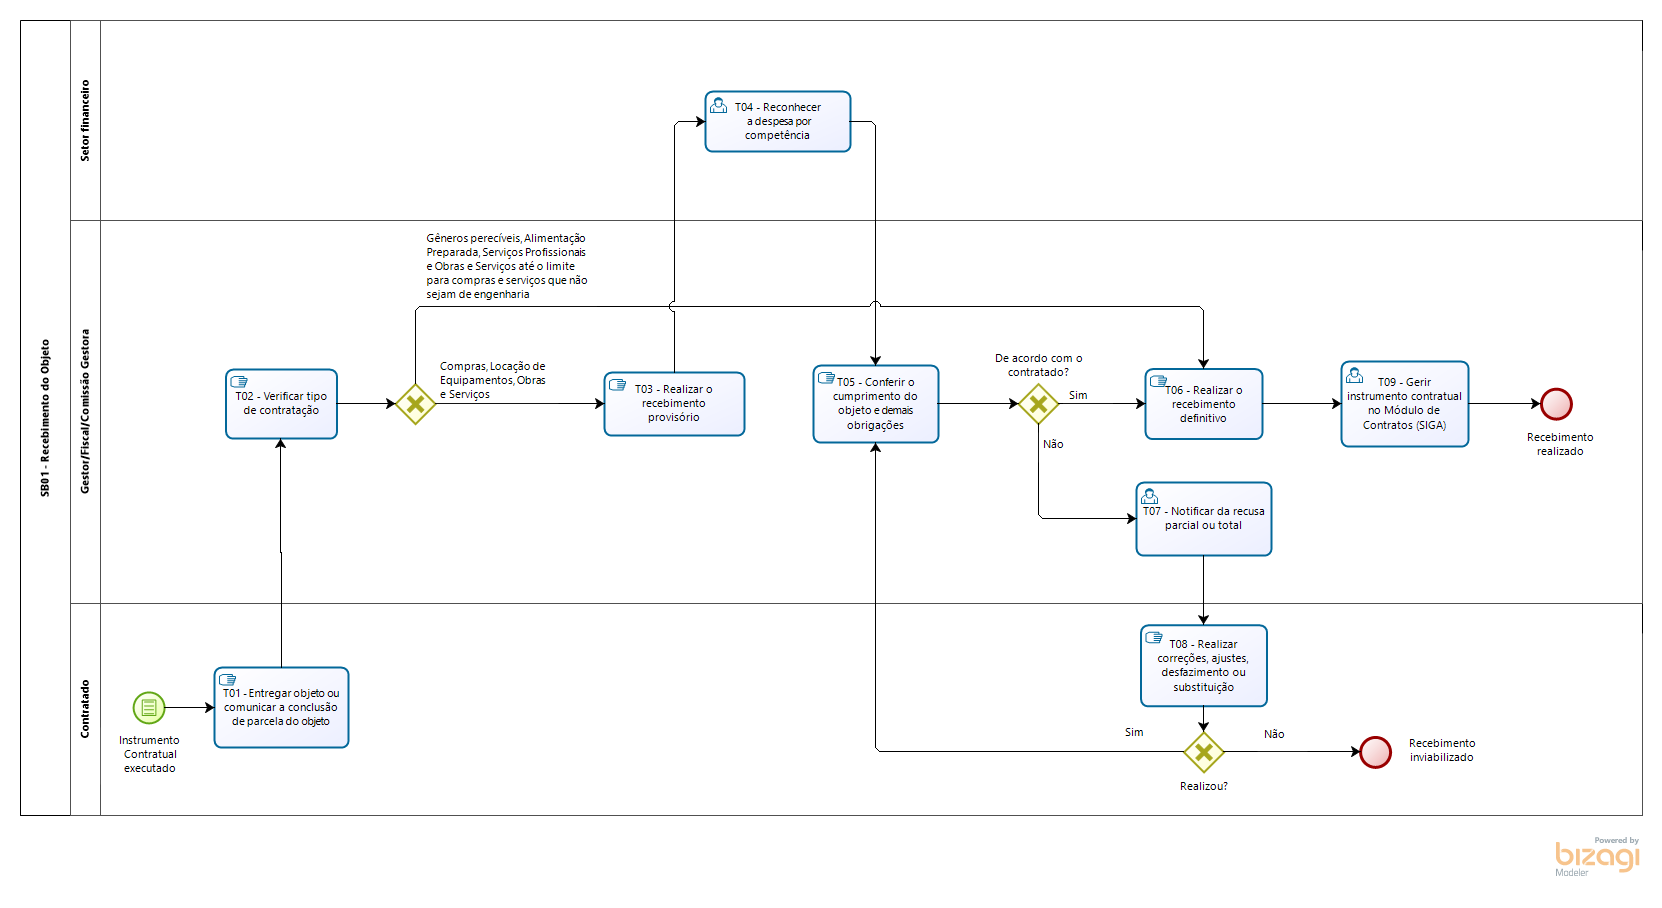 SB01 - Recebimento do Objeto
Setor financeiro
T04 - Reconhecer
a despesa por
competência
Gestor/Fiscal/Comissão Gestora
Gêneros perecíveis, Alimentação
Preparada, Serviços Profissionais
e Obras e Serviços até o limite
para compras e serviços que não
sejam de engenharia
T02 - Verificar tipo
de contratação
Compras, Locação de
Equipamentos, Obras
e Serviços
T03 - Realizar o
recebimento
provisório
T05 - Conferir o
cumprimento do
objeto e demais
obrigações
De acordo com o
contratado?
Sim
Não
T06 - Realizar o
recebimento
definitivo
T09 - Gerir
instrumento contratual
no Módulo de
Contratos (SIGA)
Recebimento
realizado
T07 - Notificar da recusa
parcial ou total
Contratado
Instrumento
Contratual
executado
T01 - Entregar objeto ou
comunicar a conclusão
de parcela do objeto
T08 - Realizar
correções, ajustes,
desfazimento ou
substituição
Sim
Não
Realizou?
Recebimento
inviabilizado
Powered by
bizagi
Modeler